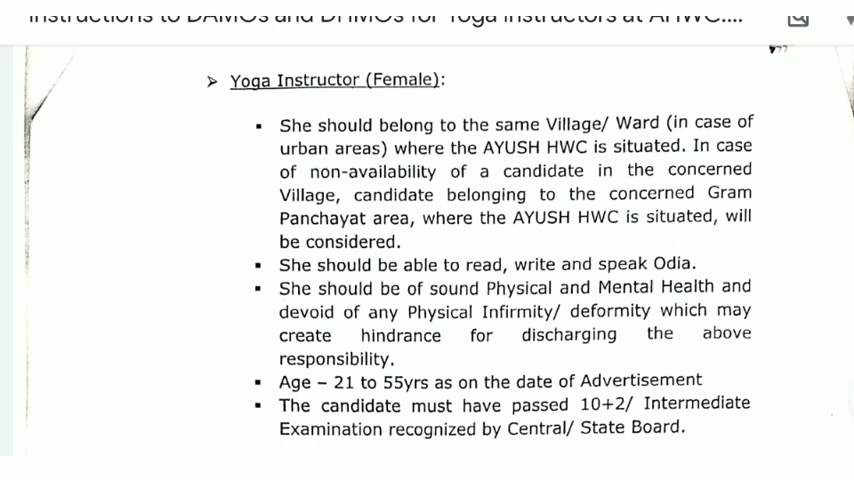 ➢ Yoga Instructor (Female):
▪ She should belong to the same Village/ Ward (in case of
urban areas) where the AYUSH HWC is situated. In case
of non-availability of a candidate in the concerned
Village, candidate belonging to the concerned Gram
Panchayat area, where the AYUSH HWC is situated, will
be considered.
▪ She should be able to read, write and speak Odia.
▪ She should be of sound Physical and Mental Health and
devoid of any Physical Infirmity/ deformity which may
create hindrance for discharging the above
responsibility.
▪ Age – 21 to 55yrs as on the date of Advertisement
▪ The candidate must have passed 10+2/ Intermediate
Examination recognized by Central/ State Board.